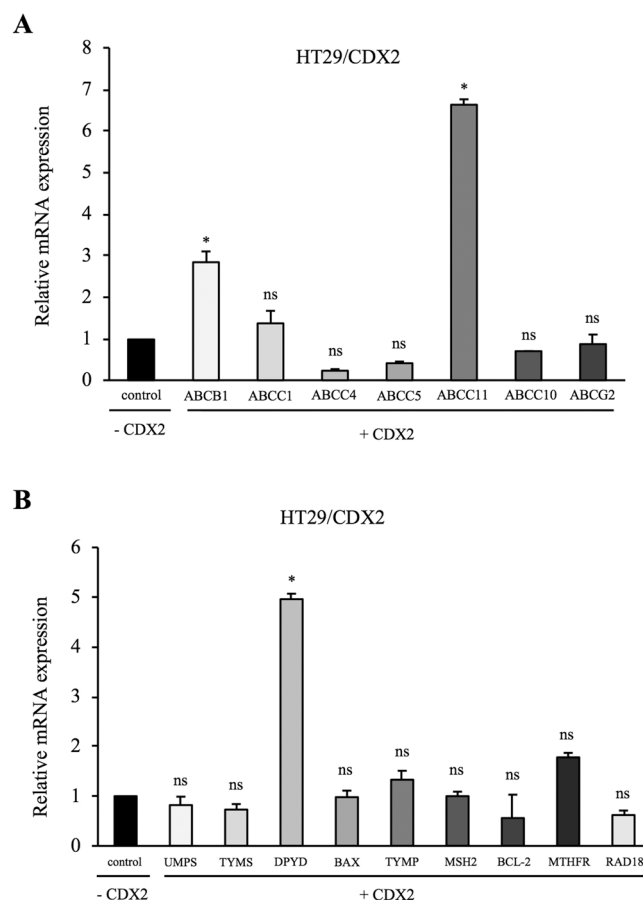 A
HT29/CDX2
Relative mRNA expression
8
7
6
5
4
3
2
1
0
*
ns
ns
ns
*
ns
ns
control ABCB1 ABCC1 ABCC4 ABCC5 ABCC11 ABCC10 ABCG2
- CDX2 + CDX2
B
HT29/CDX2
Relative mRNA expression
6
5
4
3
2
1
0
ns
ns
*
ns
ns
ns
ns
ns
ns
control UMPS TYMS DPYD BAX TYMP MSH2 BCL-2 MTHFR RAD18
- CDX2 + CDX2